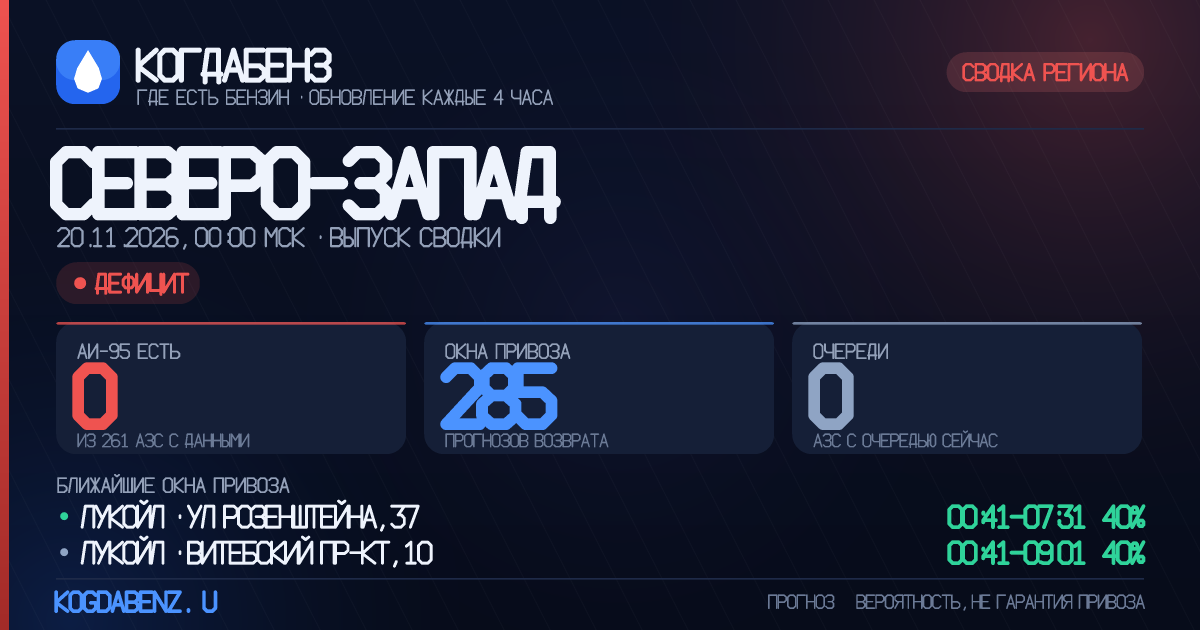 КОГДАБЕНЗ
ГДЕ ЕСТЬ БЕНЗИН · ОБНОВЛЕНИЕ КАЖДЫЕ 4 ЧАСА
СВОДКА РЕГИОНА
СЕВЕРО-ЗАПАД
20.11.2026, 00:00 МСК · ВЫПУСК СВОДКИ
• ДЕФИЦИТ
АИ-95 ЕСТЬ
0
ИЗ 261 АЗС С ДАННЫМИ
ОКНА ПРИВОЗА
285
ПРОГНОЗОВ ВОЗВРАТА
ОЧЕРЕДИ
0
АЗС С ОЧЕРЕДЬЮ СЕЙЧАС
БЛИЖАЙШИЕ ОКНА ПРИВОЗА
• ЛУКОЙЛ · УЛ РОЗЕНШТЕЙНА, 37 00:41-07:31 40%
• ЛУКОЙЛ · ВИТЕБСКИЙ ПР-КТ, 10 00:41-09:01 40%
KOGDABENZ. U
ПРОГНОЗ ВЕРОЯТНОСТЬ, НЕ ГАРАНТИЯ ПРИВОЗА